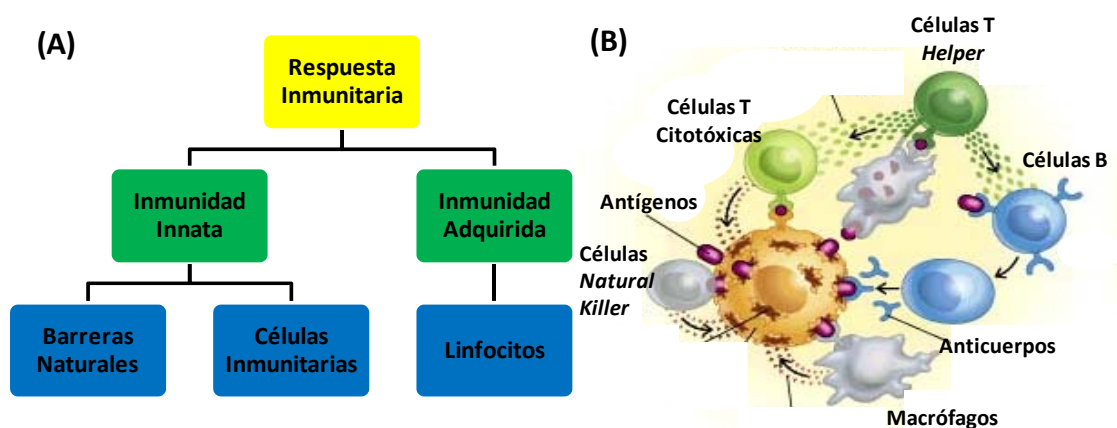 (A)
Respuesta
Inmunitaria
Inmunidad
Innata
Inmunidad
Adquirida
Barreras
Naturales
Células
Inmunitarias
Linfocitos
(B)
Células T
Helper
Células T
Citotóxicas
Células B
Antígenos
Células
Natural
Killer
Anticuerpos
Macrófagos